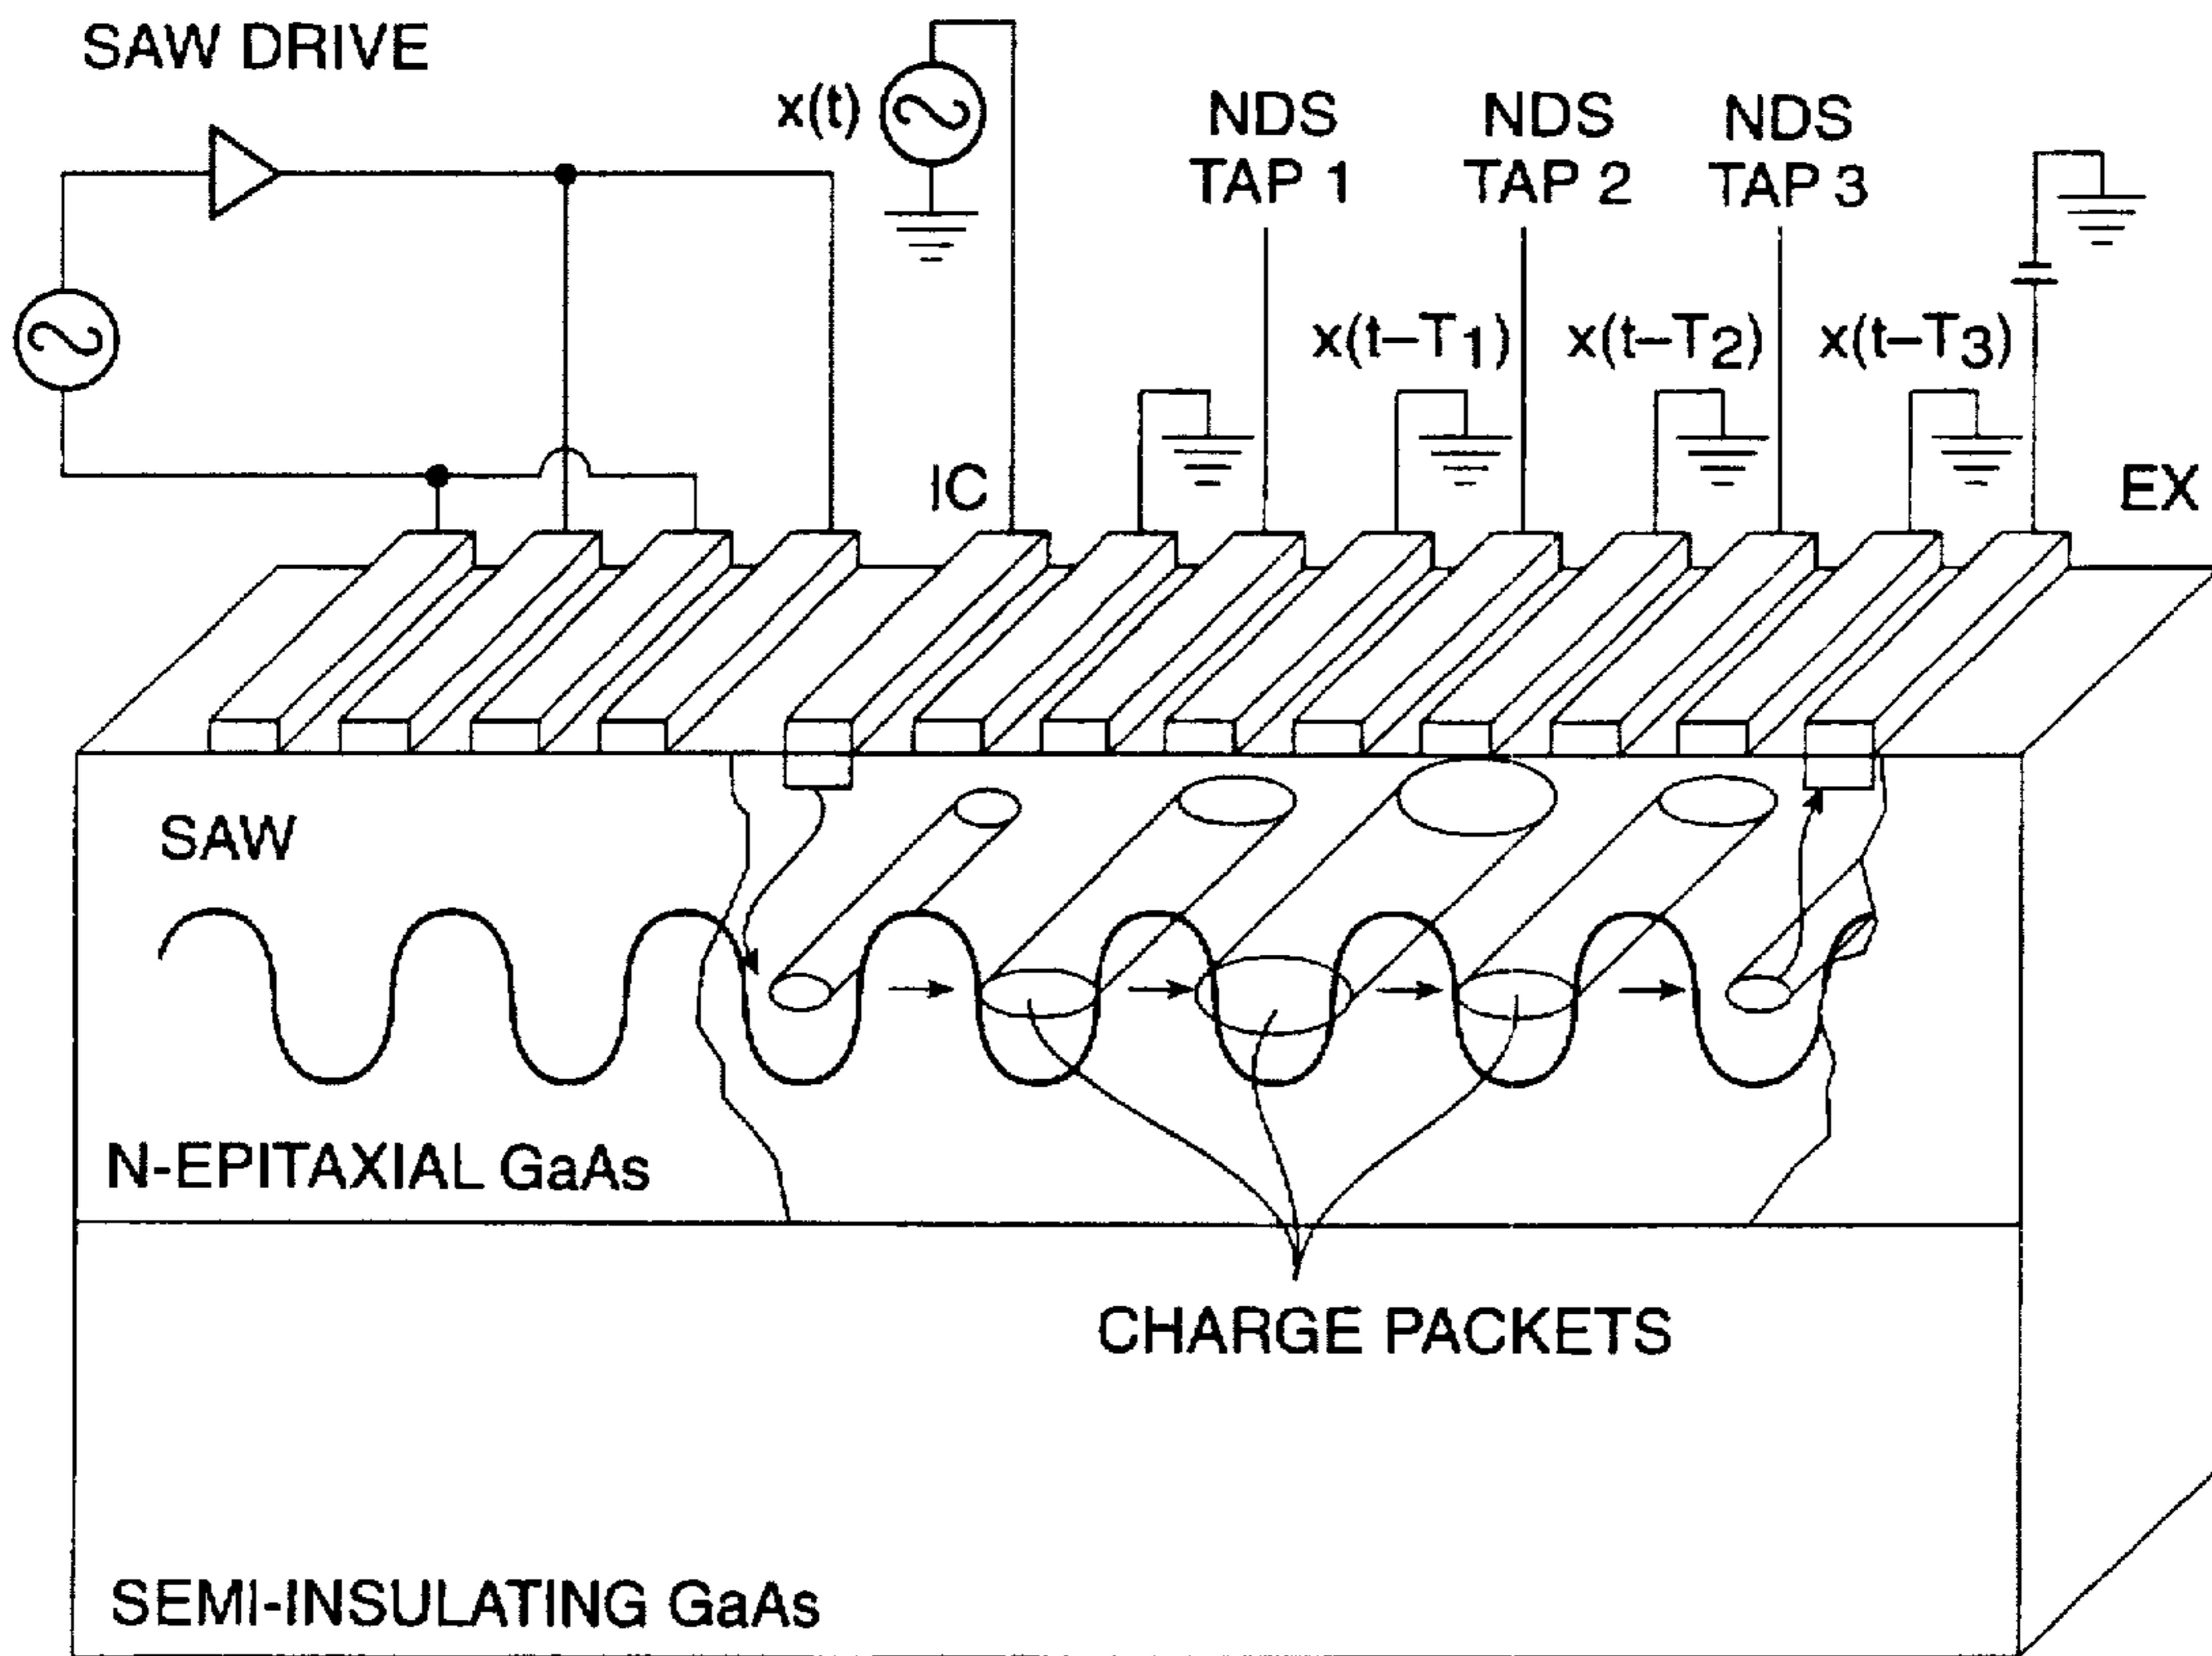 SAW DRIVE
x(t)
NDS
TAP 1
NDS
TAP 2
NDS
TAP 3
x(t–T1)
x(t–T2)
x(t–T3)
IC
EX
SAW
N-EPITAXIAL GaAs
CHARGE PACKETS
SEMI-INSULATING GaAs